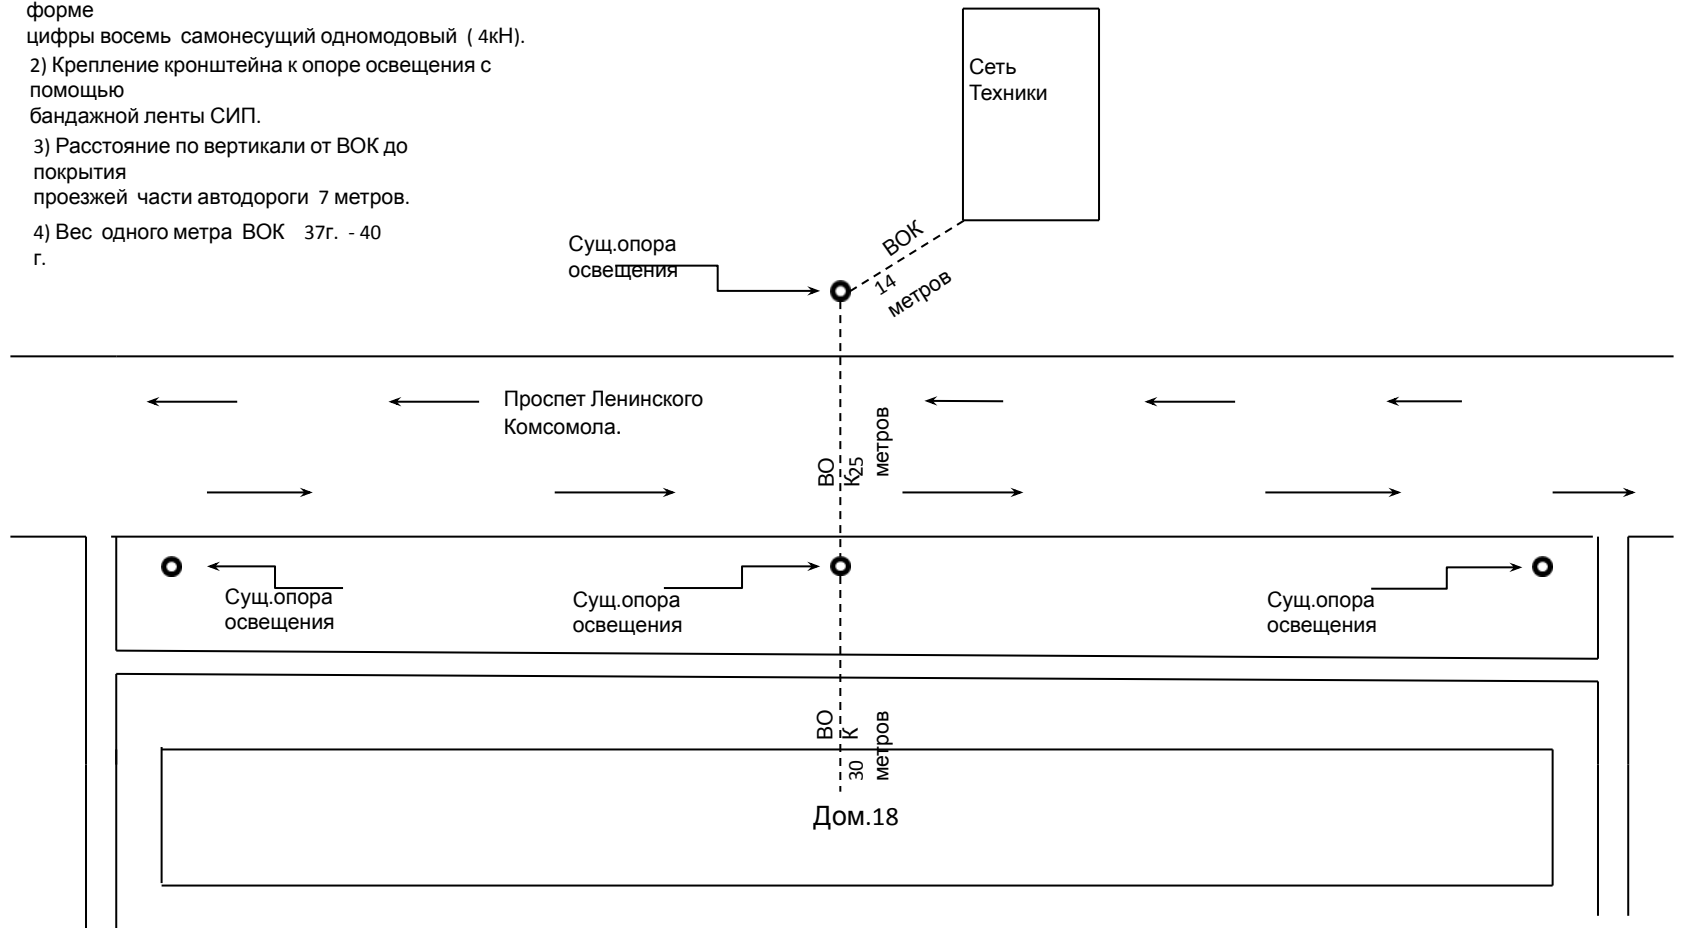 форме
цифры восемь самонесущий одномодовый ( 4кН).
2) Крепление кронштейна к опоре освещения с
помощью
бандажной ленты СИП.
3) Расстояние по вертикали от ВОК до
покрытия
проезжей части автодороги 7 метров.
4) Вес одного метра ВОК 37г. - 40
г.
Сеть
Техники
Сущ.опора
освещения
ВОК
14
метров
Проспет Ленинского
Комсомола.
ВО
К
25
метров
Сущ.опора
освещения
Сущ.опора
освещения
Сущ.опора
освещения
ВО
К
30
метров
Дом.18